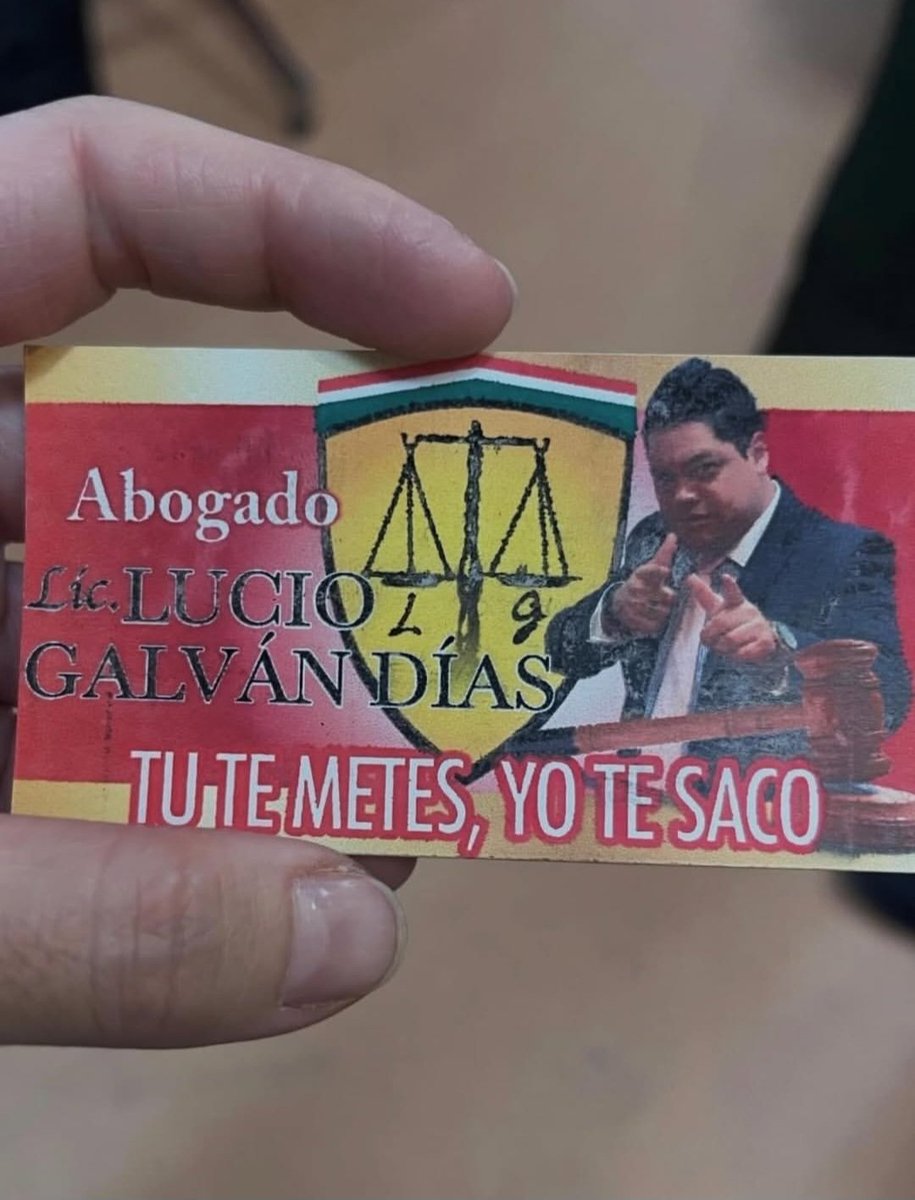 Abogado
Lic. LUCIO
GALVÁN DÍAS
L g
TU TE METES, YO TE SACO